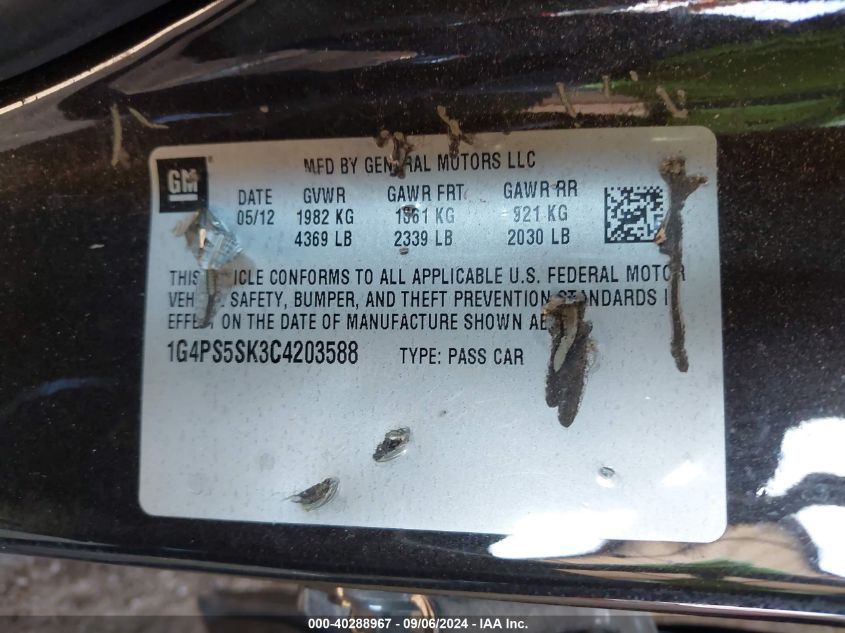 MFD BY GENERAL MOTORS LLC
GM
DATE GVWR GAWR FRT GAWR RR
05/12 1982 KG 1061 KG 921 KG
4369 LB 2339 LB 2030 LB
THIS VEHICLE CONFORMS TO ALL APPLICABLE U.S. FEDERAL MOTOR
VEH SAFETY, BUMPER, AND THEFT PREVENTION STANDARDS I
EFFECT ON THE DATE OF MANUFACTURE SHOWN AB
1G4PS5SK3C4203588 TYPE: PASS CAR
000-40288967 - 09/06/2024 - IAA Inc.